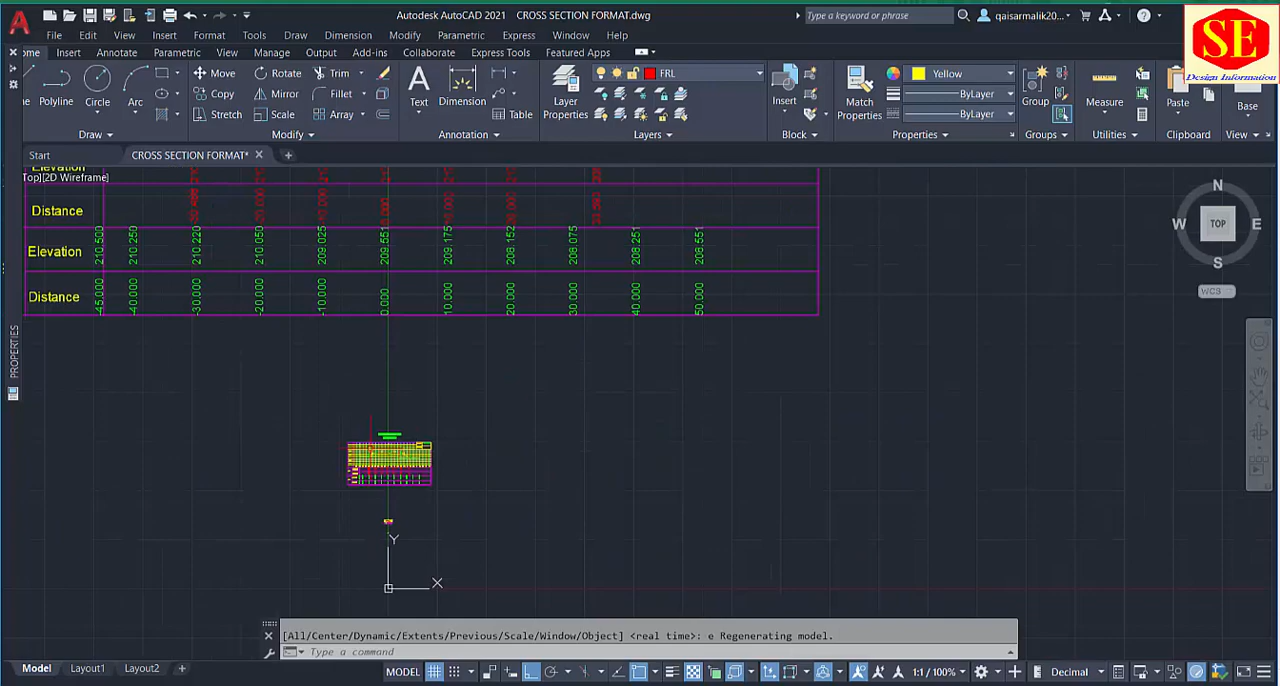 Autodesk AutoCAD 2021 CROSS SECTION FORMAT.dwg
Type a keyword or phrase
qaisarmalik20...
File Edit View Insert Format Tools Draw Dimension Modify Parametric Express Window Help
ome Insert Annotate Parametric View Manage Output Add-ins Collaborate Express Tools Featured Apps
SE
Design Information
Polyline Circle Arc
Move Rotate Trim
Copy Mirror Fillet
Stretch Scale Array
Text Dimension Table
Layer Properties
FRL
Insert
Match Properties
Yellow
ByLayer
ByLayer
Group
Measure
Paste
Base
Draw Modify Annotation Layers Block Properties Groups Utilities Clipboard View
Start CROSS SECTION FORMAT*
Elevation
Top][2D Wireframe]
Distance
Elevation 210.500 210.250 210.220 210.050 209.025 209.551 209.175 208.152 208.075 208.251 208.551
Distance -45.000 -40.000 -30.000 -20.000 -10.000 0.000 10.000 20.000 30.000 40.000 50.000
N
W TOP E
S
WCS
PROPERTIES
Y
X
[All/Center/Dynamic/Extents/Previous/Scale/Window/Object] <real time>: e Regenerating model.
Type a command
Model Layout1 Layout2
MODEL 1:1/100% Decimal